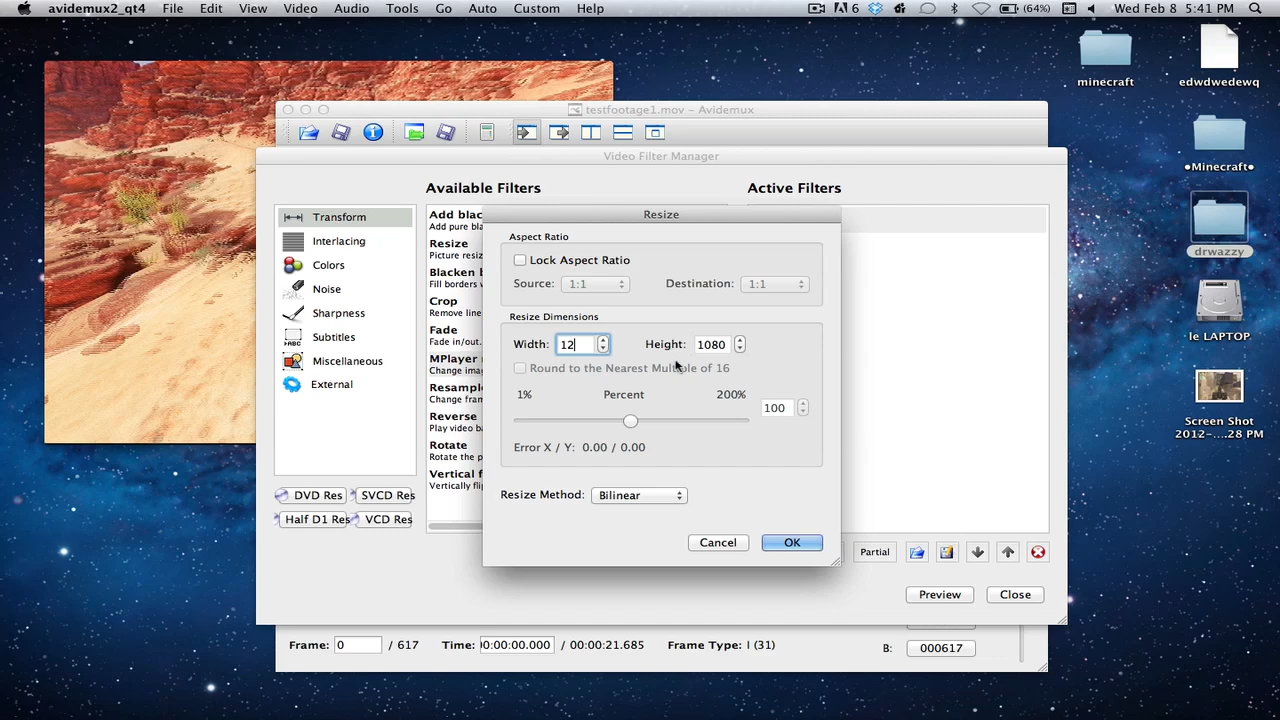 avidemux2_qt4 File Edit View Video Audio Tools Go Auto Custom Help 6 (64%) Wed Feb 8 5:41 PM
minecraft
edwdwedewq
•Minecraft•
drwazzy
le LAPTOP
Screen Shot
2012-....28 PM
testfootage1.mov - Avidemux
Video Filter Manager
Available Filters
Active Filters
Transform
Interlacing
Colors
Noise
Sharpness
Subtitles
Miscellaneous
External
DVD Res
SVCD Res
Half D1 Res
VCD Res
Add blac
Add pure bla
Resize
Picture resiz
Blacken b
Fill borders w
Crop
Remove line
Fade
Fade in/out.
MPlayer r
Change imag
Resampl
Change fram
Reverse
Play video ba
Rotate
Rotate the p
Vertical f
Vertically flip
Resize
Aspect Ratio
Lock Aspect Ratio
Source: 1:1 Destination: 1:1
Resize Dimensions
Width: 12 Height: 1080
Round to the Nearest Multiple of 16
1% Percent 200%
100
Error X / Y: 0.00 / 0.00
Resize Method: Bilinear
Cancel OK
Partial
Preview Close
Frame: 0 / 617 Time: 00:00:00.000 / 00:00:21.685 Frame Type: I (31)
B: 000617